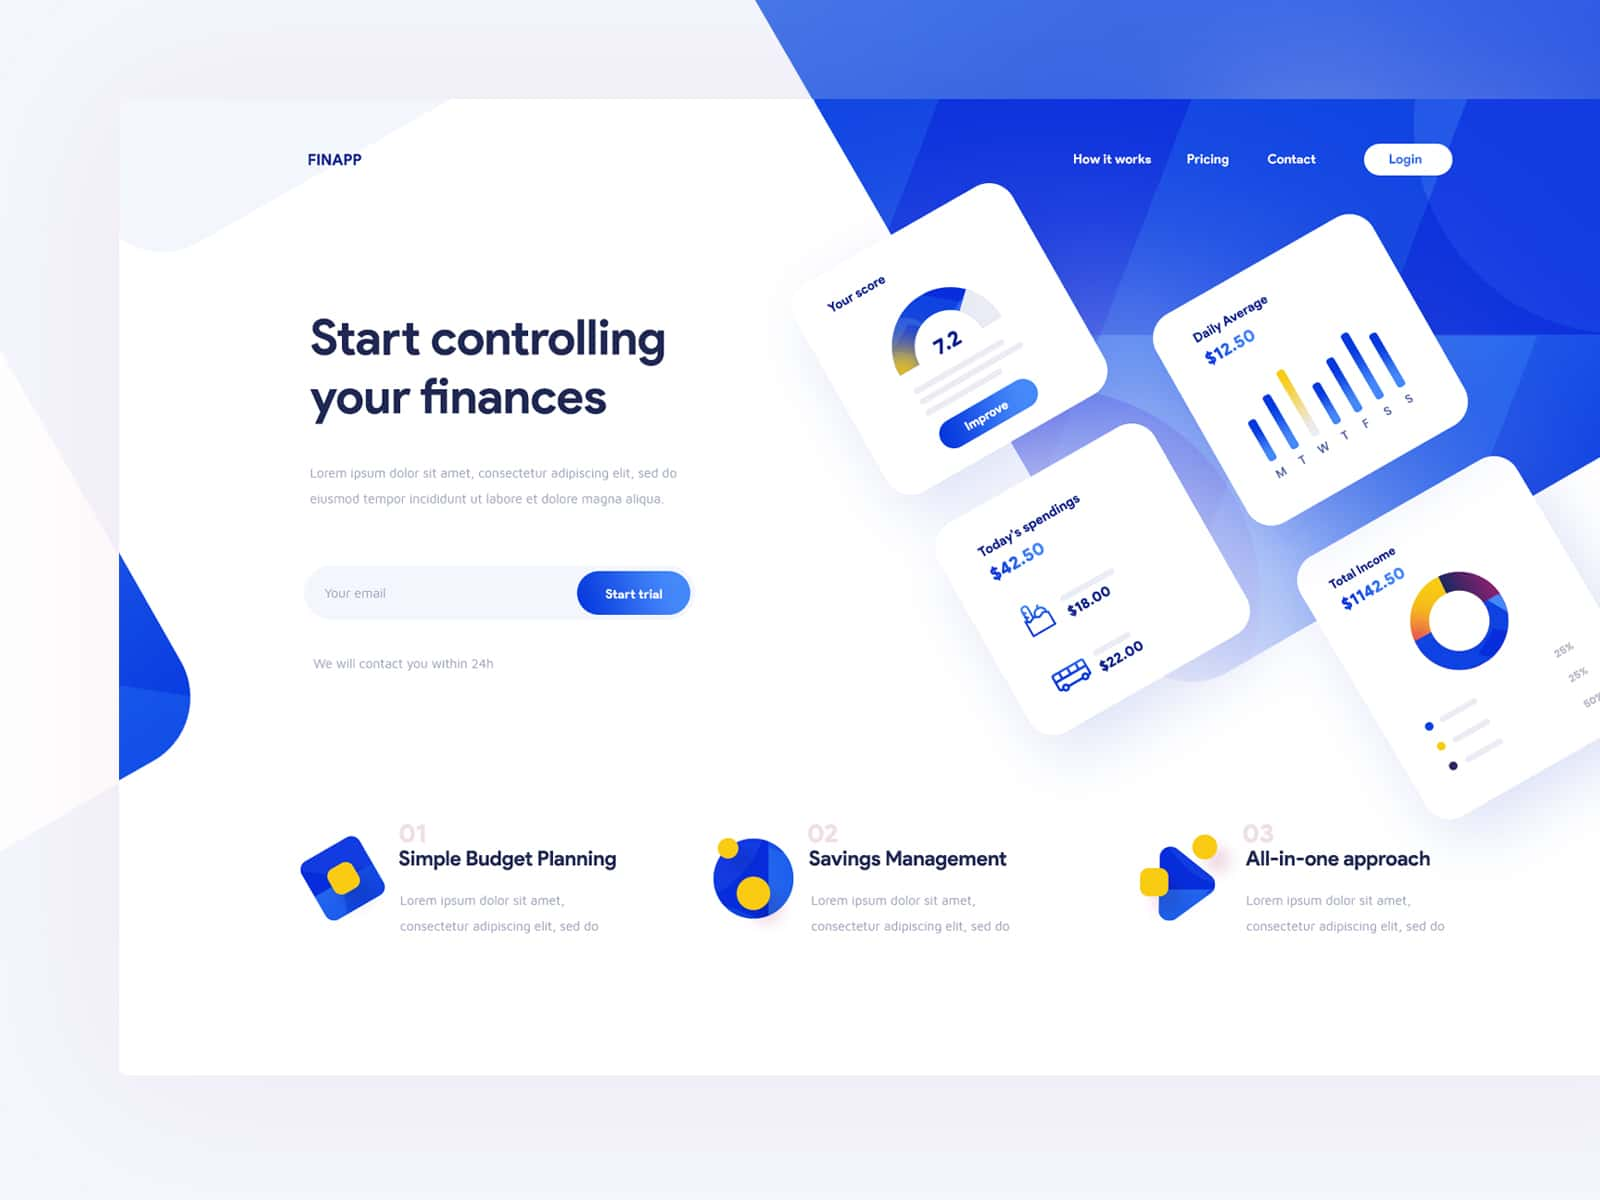 FINAPP
How it works
Pricing
Contact
Login
Start controlling
your finances
Lorem ipsum dolor sit amet, consectetur adipiscing elit, sed do
eiusmod tempor incididunt ut labore et dolore magna aliqua.
Your email
Start trial
We will contact you within 24h
Your score
7.2
Improve
Daily Average
$12.50
M T W T F S S
Today's spendings
$42.50
$18.00
$22.00
Total Income
$1142.50
25%
25%
50%
01
Simple Budget Planning
Lorem ipsum dolor sit amet,
consectetur adipiscing elit, sed do
02
Savings Management
Lorem ipsum dolor sit amet,
consectetur adipiscing elit, sed do
03
All-in-one approach
Lorem ipsum dolor sit amet,
consectetur adipiscing elit, sed do